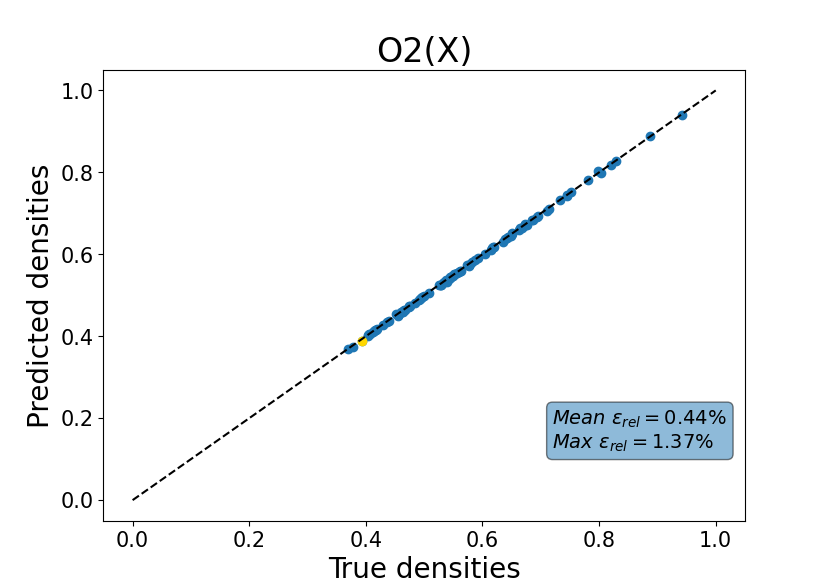 O2(X)
Predicted densities
1.0
0.8
0.6
0.4
0.2
0.0
Mean ε_rel = 0.44%
Max ε_rel = 1.37%
0.0 0.2 0.4 0.6 0.8 1.0
True densities